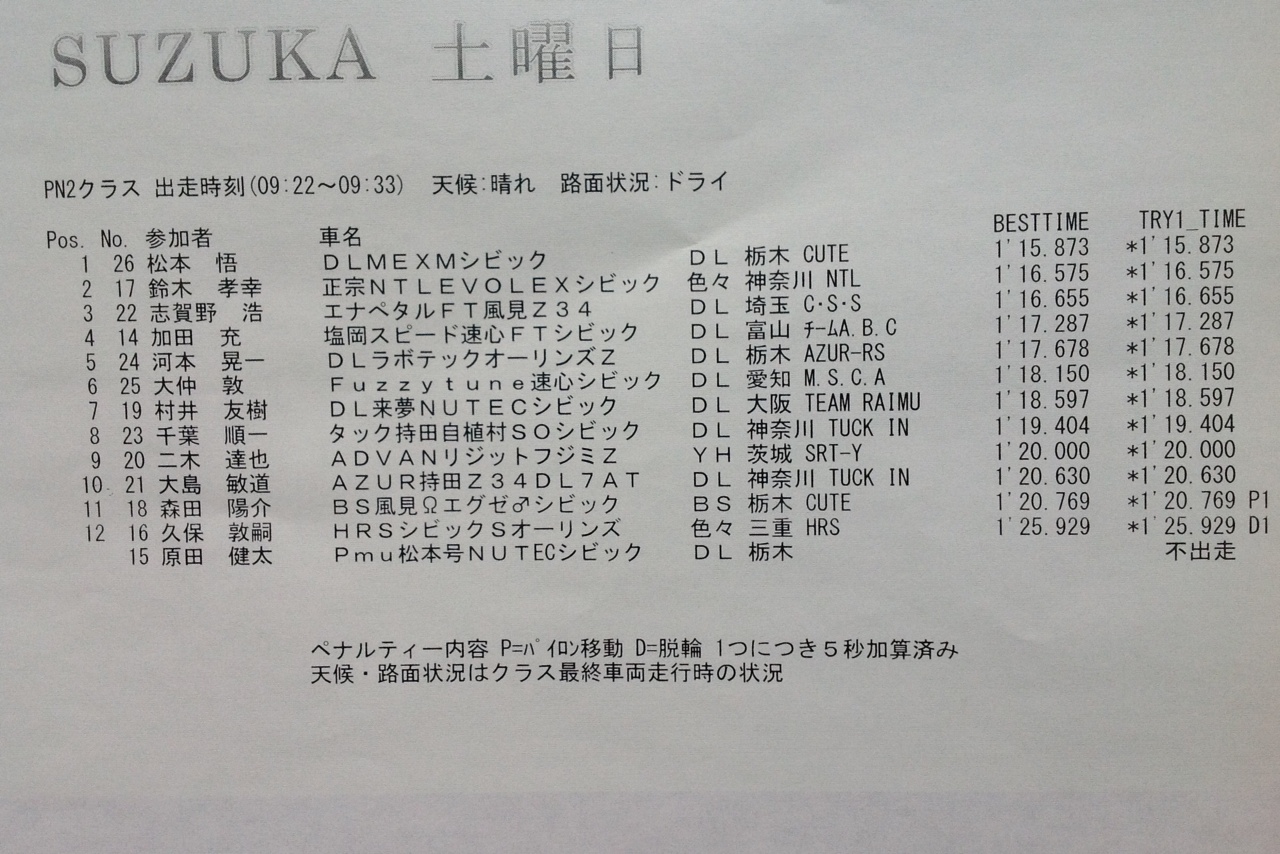 SUZUKA 土曜日
PN2クラス 出走時刻(09:22～09:33) 天候:晴れ 路面状況:ドライ
Pos. No. 参加者 車名 BESTTIME TRY1_TIME
1 26 松本 悟 ＤＬＭＥＸＭシビック ＤＬ 栃木 CUTE 1'15.873 *1'15.873
2 17 鈴木 孝幸 正宗ＮＴＬＥＶＯＬＥＸシビック 色々 神奈川 NTL 1'16.575 *1'16.575
3 22 志賀野 浩 エナペタルＦＴ風見Ｚ３４ ＤＬ 埼玉 C・S・S 1'16.655 *1'16.655
4 14 加田 充 塩岡スピード速心ＦＴシビック ＤＬ 富山 ﾁｰﾑA.B.C 1'17.287 *1'17.287
5 24 河本 晃一 ＤＬラボテックオーリンズＺ ＤＬ 栃木 AZUR-RS 1'17.678 *1'17.678
6 25 大仲 敦 Ｆｕｚｚｙｔｕｎｅ速心シビック ＤＬ 愛知 M.S.C.A 1'18.150 *1'18.150
7 19 村井 友樹 ＤＬ来夢ＮＵＴＥＣシビック ＤＬ 大阪 TEAM RAIMU 1'18.597 *1'18.597
8 23 千葉 順一 タック持田自植村ＳＯシビック ＤＬ 神奈川 TUCK IN 1'19.404 *1'19.404
9 20 二木 達也 ＡＤＶＡＮリジットフジミＺ ＹＨ 茨城 SRT-Y 1'20.000 *1'20.000
10 21 大島 敏道 ＡＺＵＲ持田Ｚ３４ＤＬ７ＡＴ ＤＬ 神奈川 TUCK IN 1'20.630 *1'20.630
11 18 森田 陽介 ＢＳ風見Ωエグゼ♂シビック ＢＳ 栃木 CUTE 1'20.769 *1'20.769 P1
12 16 久保 敦嗣 ＨＲＳシビックＳオーリンズ 色々 三重 HRS 1'25.929 *1'25.929 D1
15 原田 健太 Ｐｍｕ松本号ＮＵＴECシビック ＤＬ 栃木 不出走
ペナルティー内容 P=ﾊﾟｲﾛﾝ移動 D=脱輪 1つにつき５秒加算済み
天候・路面状況はクラス最終車両走行時の状況